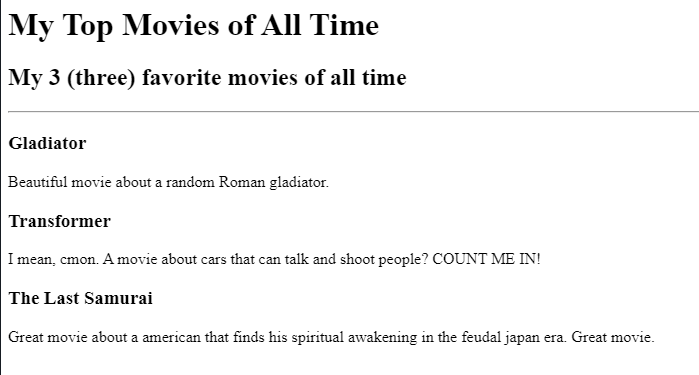 My Top Movies of All Time
My 3 (three) favorite movies of all time
Gladiator
Beautiful movie about a random Roman gladiator.
Transformer
I mean, cmon. A movie about cars that can talk and shoot people? COUNT ME IN!
The Last Samurai
Great movie about a american that finds his spiritual awakening in the feudal japan era. Great movie.